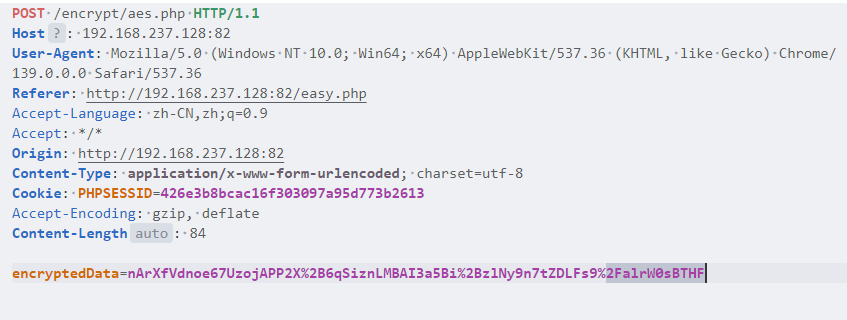 POST /encrypt/aes.php HTTP/1.1
Host ? : 192.168.237.128:82
User-Agent: Mozilla/5.0 (Windows NT 10.0; Win64; x64) AppleWebKit/537.36 (KHTML, like Gecko) Chrome/
139.0.0.0 Safari/537.36
Referer: http://192.168.237.128:82/easy.php
Accept-Language: zh-CN,zh;q=0.9
Accept: */*
Origin: http://192.168.237.128:82
Content-Type: application/x-www-form-urlencoded; charset=utf-8
Cookie: PHPSESSID=426e3b8bcac16f303097a95d773b2613
Accept-Encoding: gzip, deflate
Content-Length auto : 84
encryptedData=nArXfVdnoe67UzojAPP2X%2B6qSiznLMBAI3a5Bi%2BzlNy9n7tZDLFs9%2FalrW0sBTHF